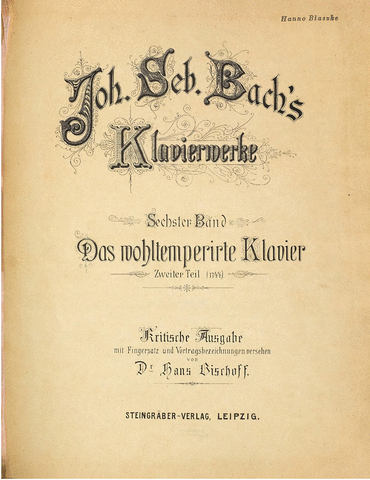 Hanno Blaszke
Joh. Seb. Bach's
Klavierwerke
Sechster Band
Das wohltemperirte Klavier
Zweiter Teil (1744)
Kritische Ausgabe
mit Fingersatz und Vortragsbezeichnungen versehen
von
Dr Hans Bischoff.
STEINGRÄBER-VERLAG, LEIPZIG.